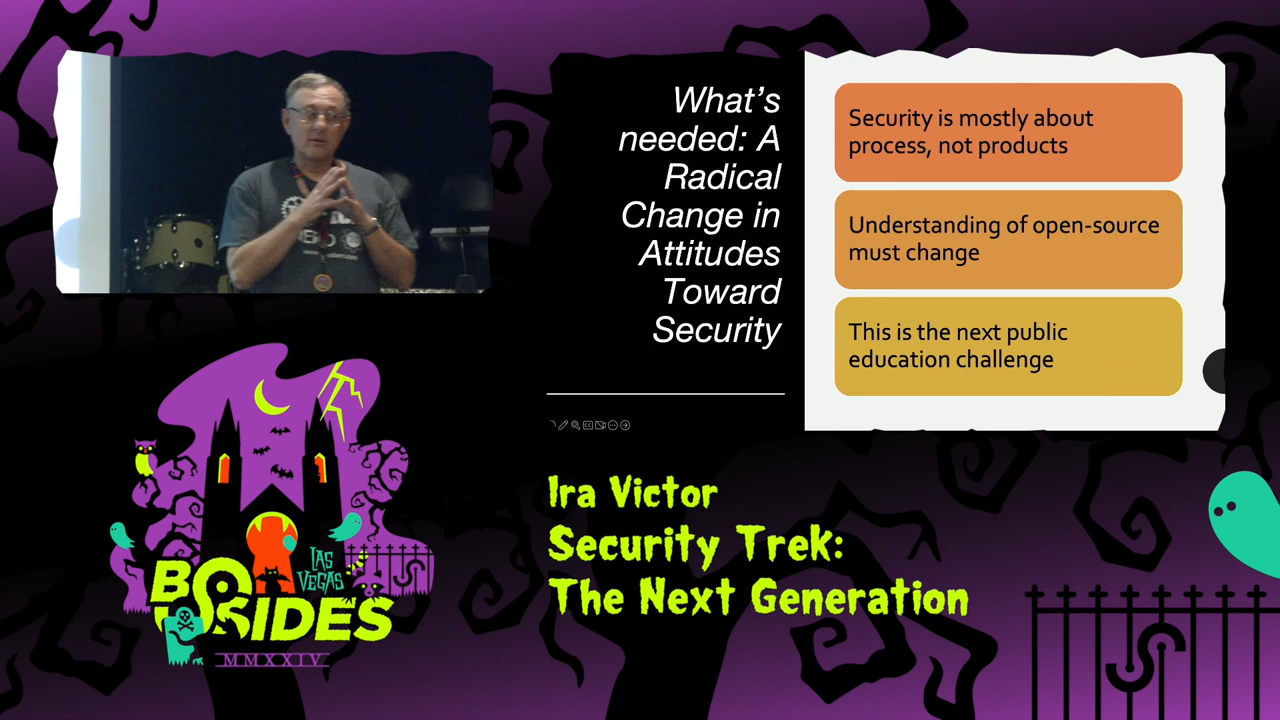 What's
needed: A
Radical
Change in
Attitudes
Toward
Security
Security is mostly about
process, not products
Understanding of open-source
must change
This is the next public
education challenge
LAS
VEGAS
BSIDES
MMXXIV
Ira Victor
Security Trek:
The Next Generation